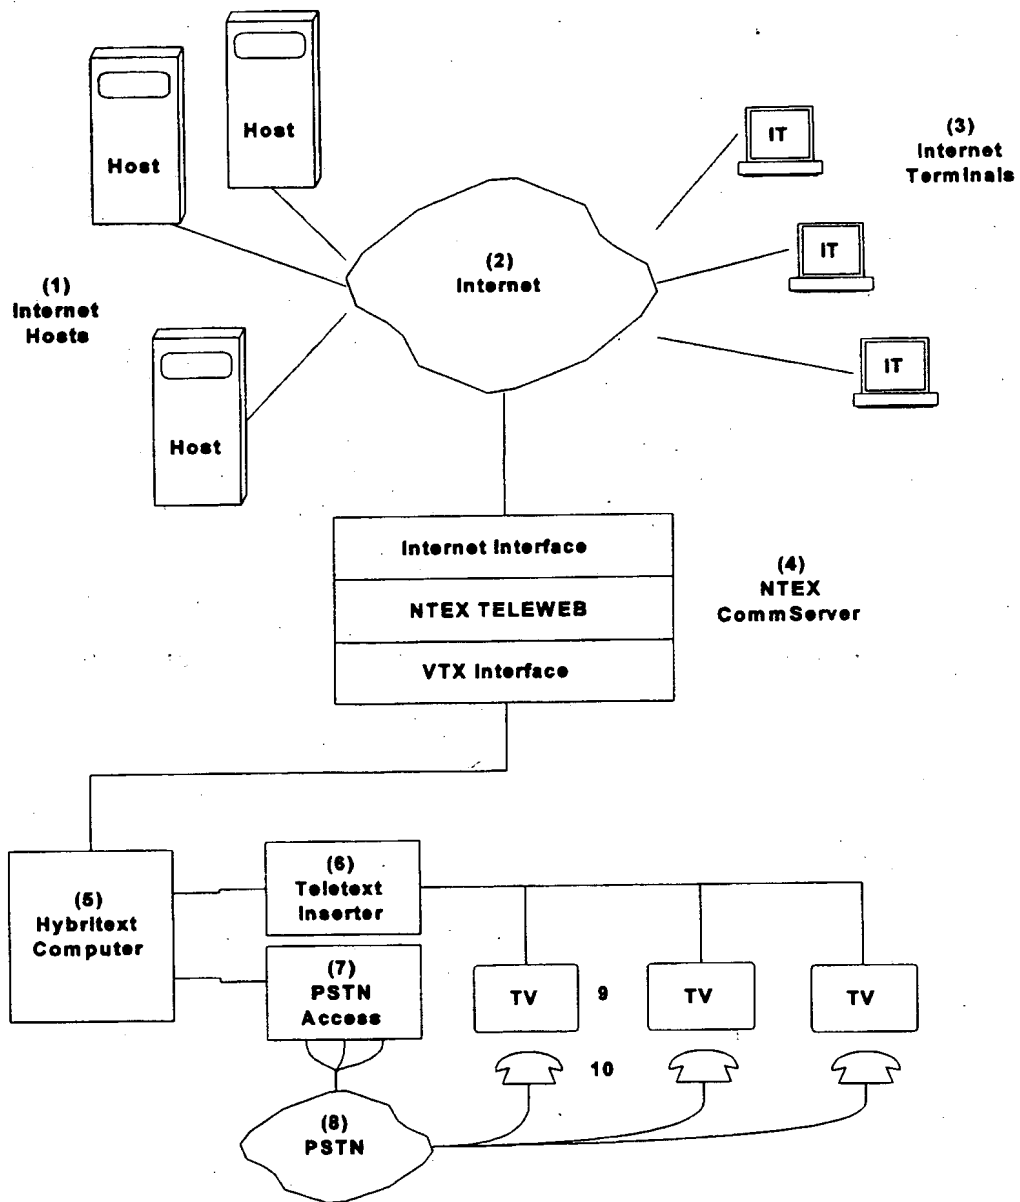 Host
Host
IT
(3)
Internet
Terminals
(2)
Internet
IT
(1)
Internet
Hosts
IT
Host
Internet Interface
NTEX TELEWEB
VTX Interface
(4)
NTEX
CommServer
(5)
Hybritext
Computer
(6)
Teletext
Inserter
(7)
PSTN
Access
TV
9
TV
TV
10
(8)
PSTN